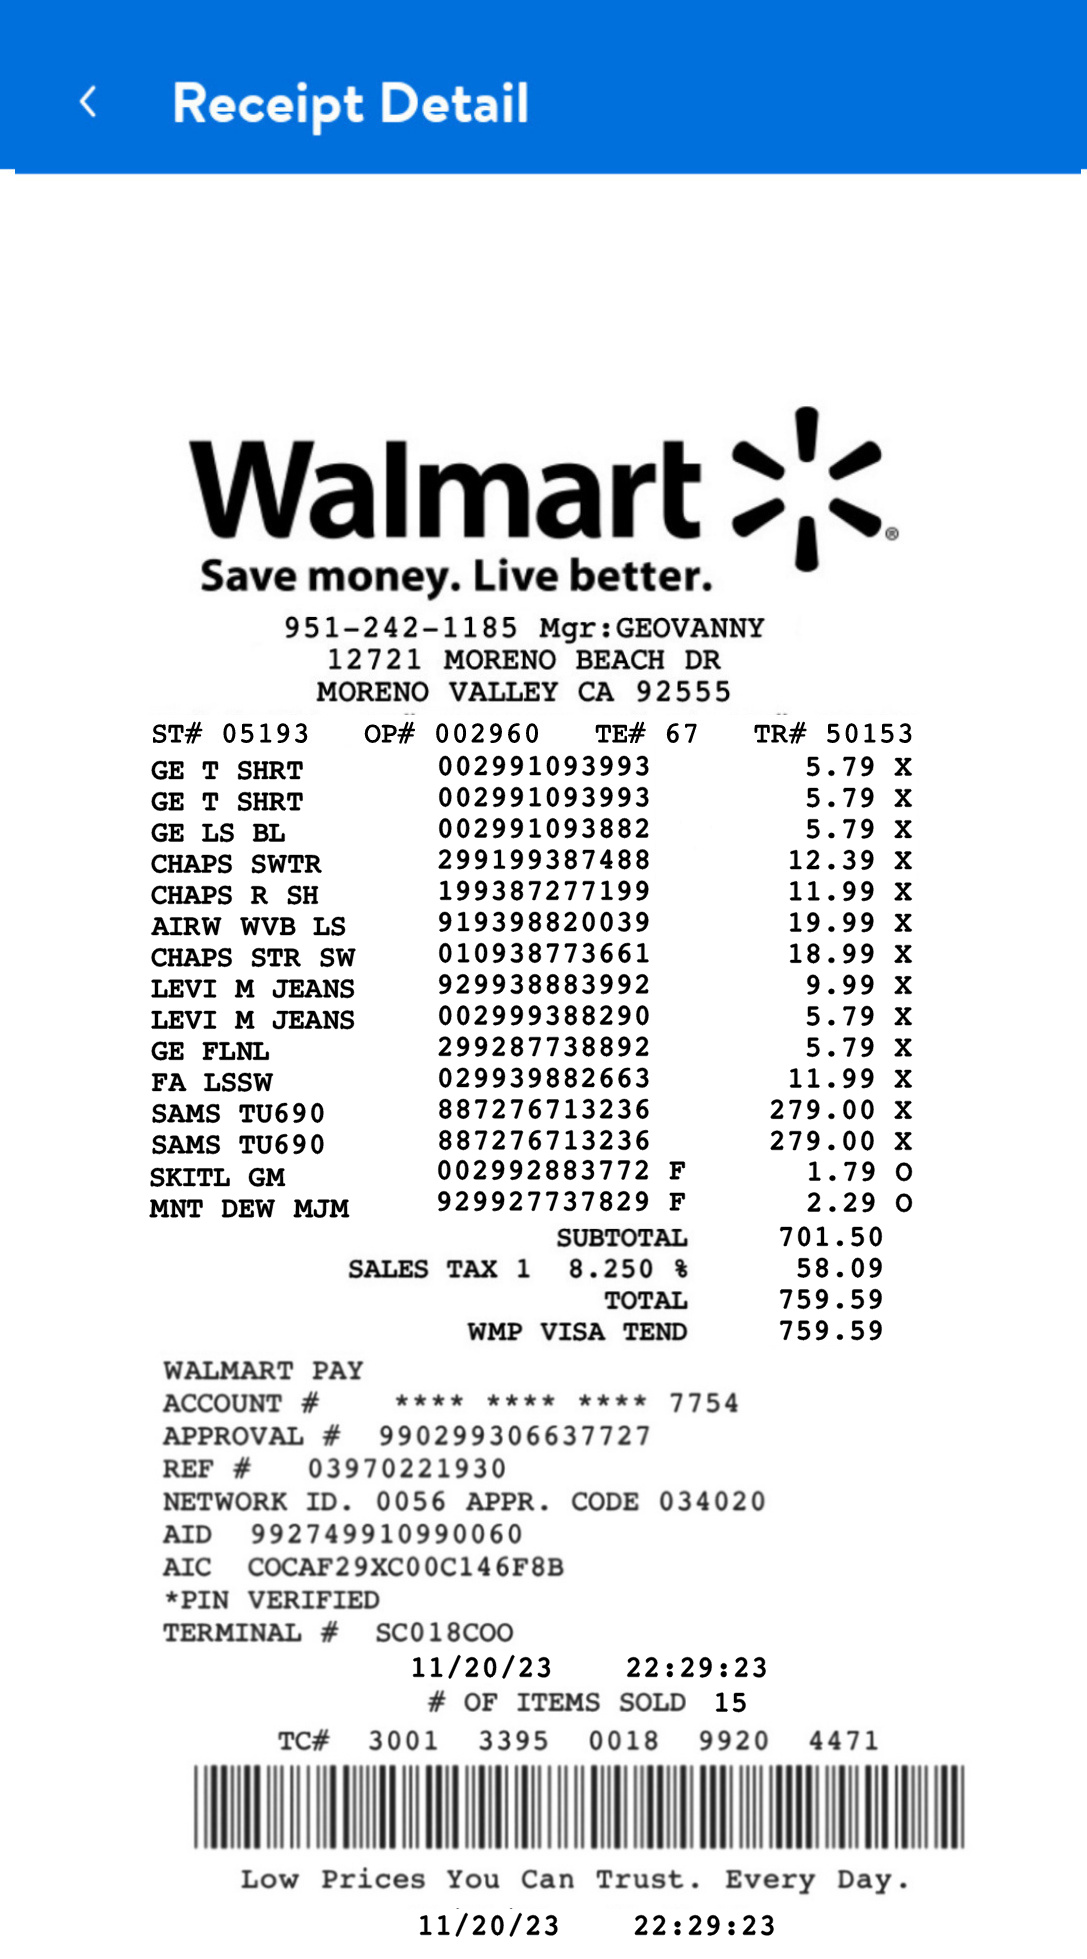 Receipt Detail
Walmart
Save money. Live better.
951-242-1185 Mgr:GEOVANNY
12721 MORENO BEACH DR
MORENO VALLEY CA 92555
ST# 05193 OP# 002960 TE# 67 TR# 50153
GE T SHRT 002991093993 5.79 X
GE T SHRT 002991093993 5.79 X
GE LS BL 002991093882 5.79 X
CHAPS SWTR 299199387488 12.39 X
CHAPS R SH 199387277199 11.99 X
AIRW WVB LS 919398820039 19.99 X
CHAPS STR SW 010938773661 18.99 X
LEVI M JEANS 929938883992 9.99 X
LEVI M JEANS 002999388290 5.79 X
GE FLNL 299287738892 5.79 X
FA LSSW 029939882663 11.99 X
SAMS TU690 887276713236 279.00 X
SAMS TU690 887276713236 279.00 X
SKITL GM 002992883772 F 1.79 O
MNT DEW MJM 929927737829 F 2.29 O
SUBTOTAL 701.50
SALES TAX 1 8.250 % 58.09
TOTAL 759.59
WMP VISA TEND 759.59
WALMART PAY
ACCOUNT # **** **** **** 7754
APPROVAL # 990299306637727
REF # 03970221930
NETWORK ID. 0056 APPR. CODE 034020
AID 992749910990060
AIC COCAF29XC00C146F8B
*PIN VERIFIED
TERMINAL # SC018COO
11/20/23 22:29:23
# OF ITEMS SOLD 15
TC# 3001 3395 0018 9920 4471
Low Prices You Can Trust. Every Day.
11/20/23 22:29:23